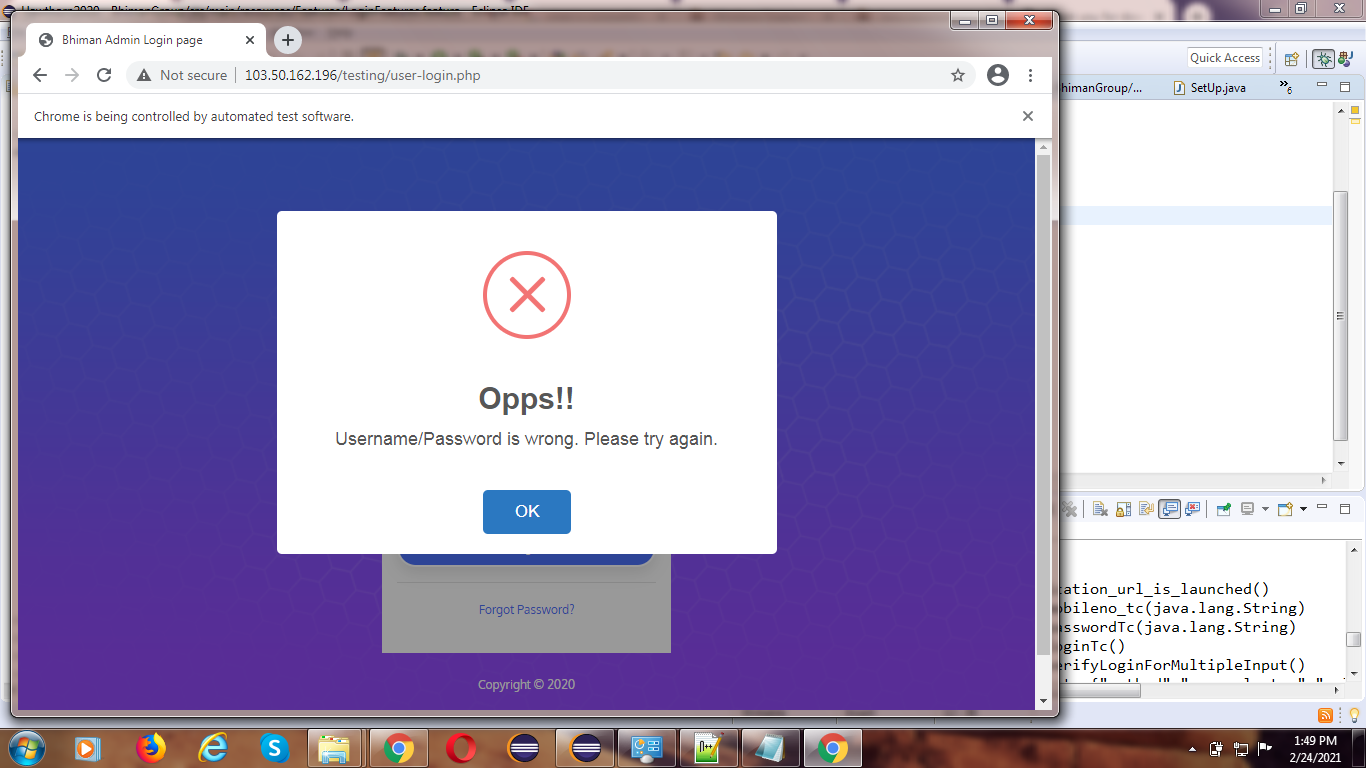 Bhiman Admin Login page
Quick Access
Not secure
103.50.162.196/testing/user-login.php
himanGroup/...
SetUp.java
6
Chrome is being controlled by automated test software.
Opps!!
Username/Password is wrong. Please try again.
OK
Forgot Password?
Copyright © 2020
ation_url_is_launched()
obileno_tc(java.lang.String)
asswordTc(java.lang.String)
oginTc()
erifyLoginForMultipleInput()
1:49 PM
2/24/2021